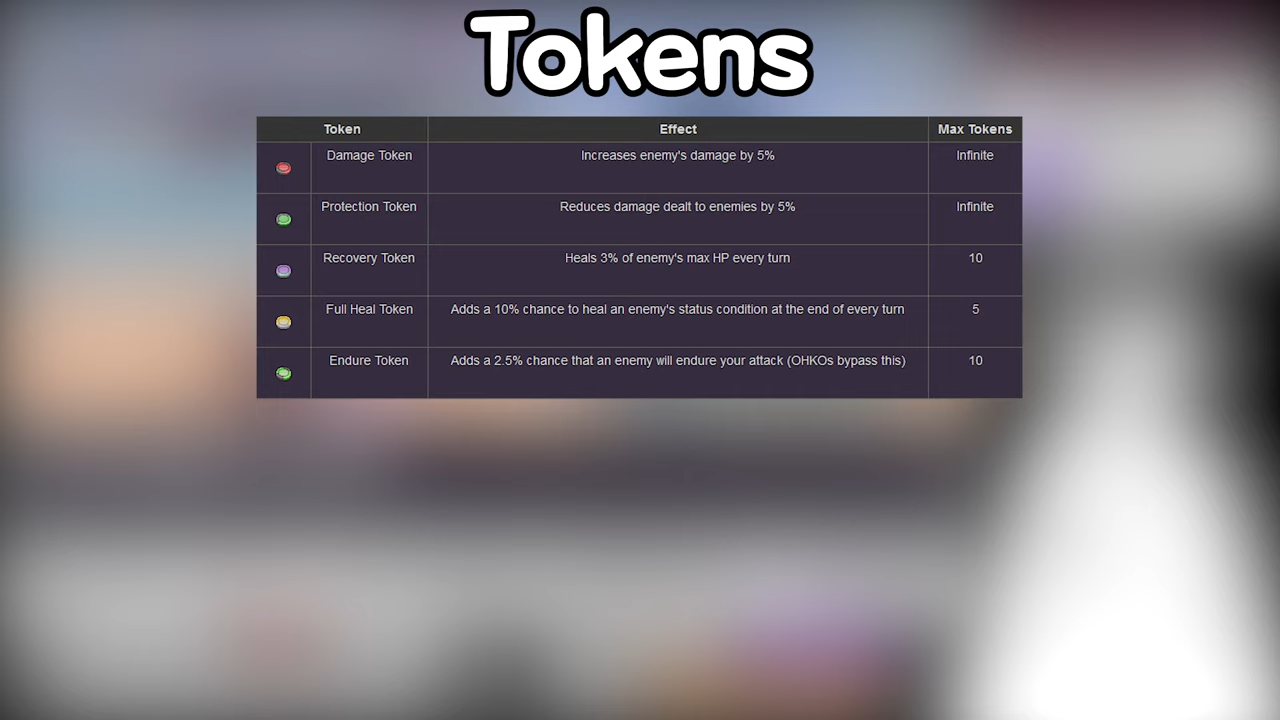 Tokens
Token Effect Max Tokens
Damage Token Increases enemy's damage by 5% Infinite
Protection Token Reduces damage dealt to enemies by 5% Infinite
Recovery Token Heals 3% of enemy's max HP every turn 10
Full Heal Token Adds a 10% chance to heal an enemy's status condition at the end of every turn 5
Endure Token Adds a 2.5% chance that an enemy will endure your attack (OHKOs bypass this) 10